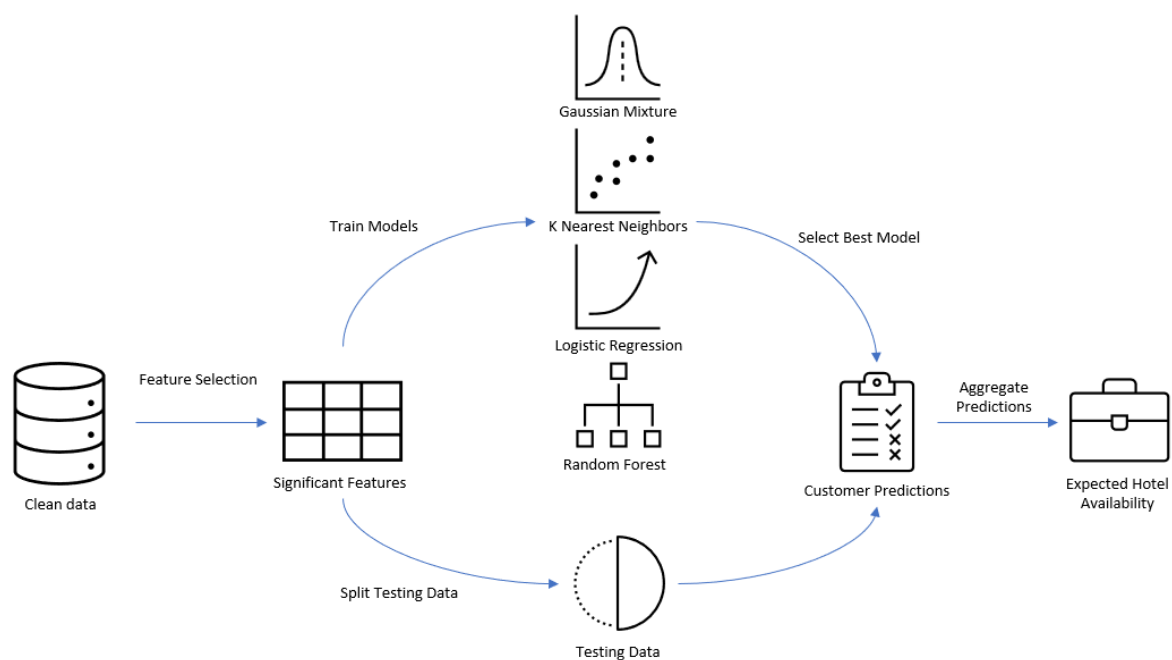 Gaussian Mixture
Train Models
K Nearest Neighbors
Select Best Model
Logistic Regression
Clean data
Feature Selection
Significant Features
Random Forest
Customer Predictions
Aggregate
Predictions
Expected Hotel
Availability
Split Testing Data
Testing Data